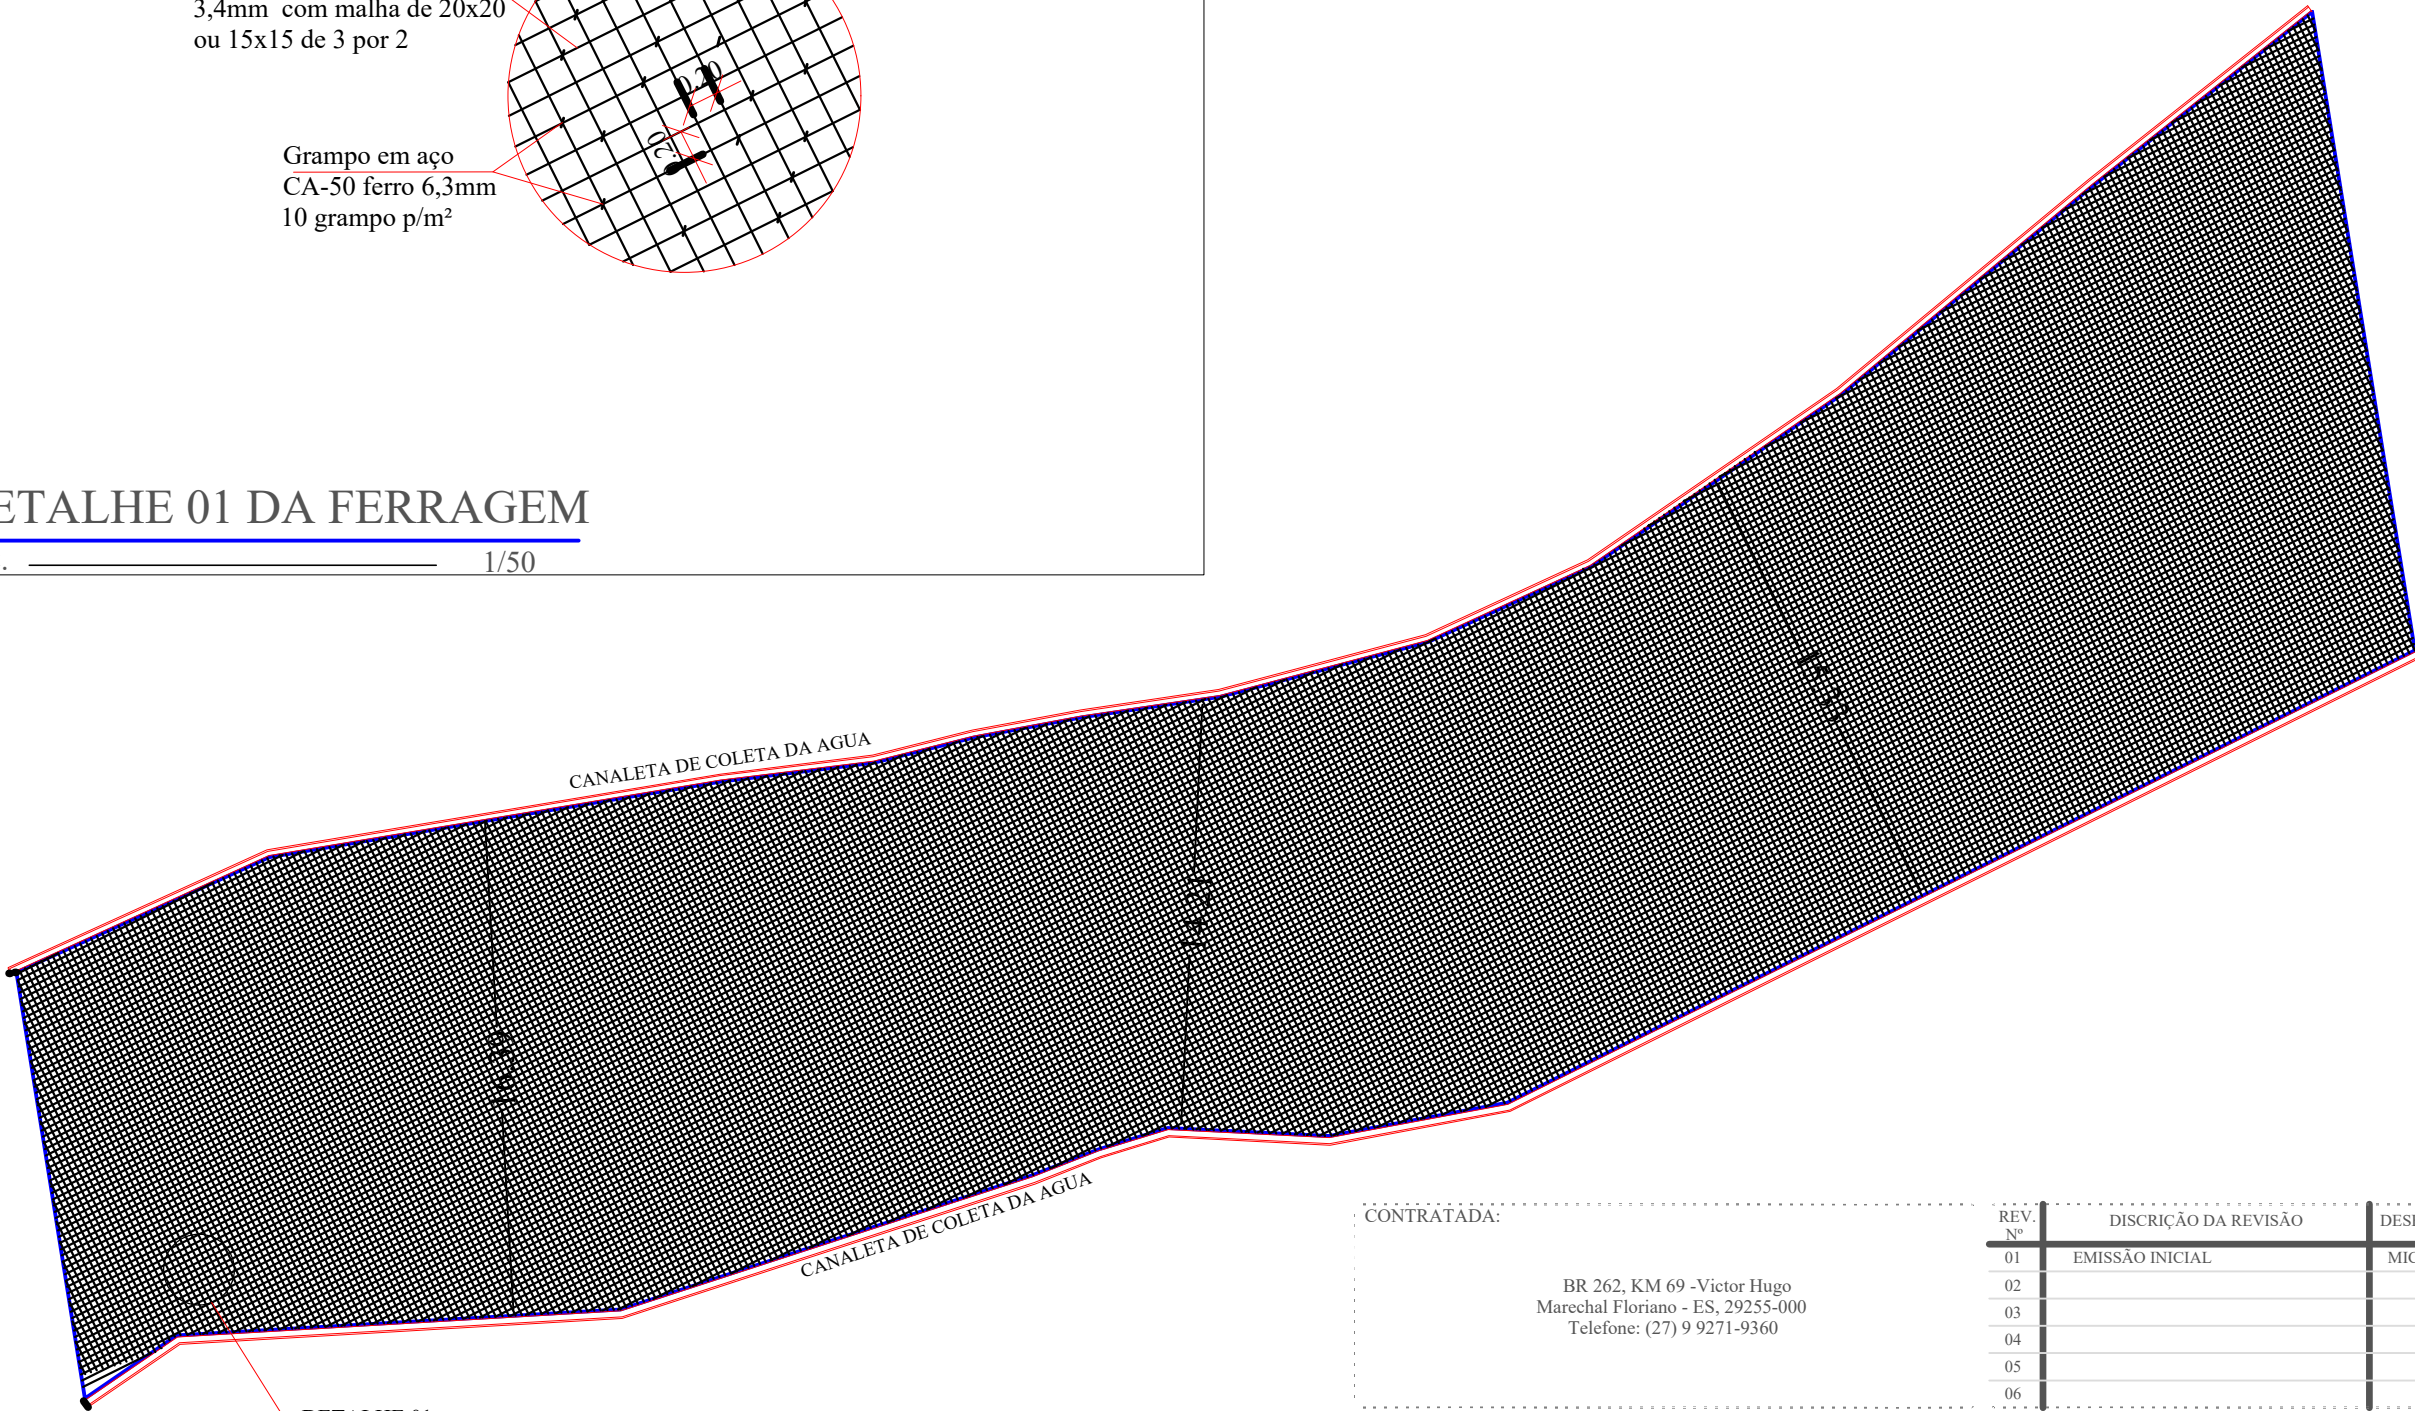 3,4mm com malha de 20x20
ou 15x15 de 3 por 2
0.20
0.20
Grampo em aço
CA-50 ferro 6,3mm
10 grampo p/m²
ETALHE 01 DA FERRAGEM
1/50
CANALETA DE COLETA DA AGUA
CANALETA DE COLETA DA AGUA
CONTRATADA:
BR 262, KM 69 -Victor Hugo
Marechal Floriano - ES, 29255-000
Telefone: (27) 9 9271-9360
REV. Nº DISCRIÇÃO DA REVISÃO
01 EMISSÃO INICIAL
02
03
04
05
06